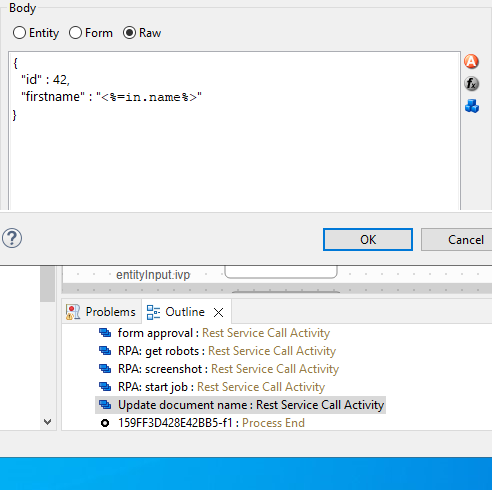 Body
Entity Form Raw
{
"id" : 42,
"firstname" : "<%=in.name%>"
}
A
fx
?
OK Cancel
entityInput.ivp
Problems Outline
form approval : Rest Service Call Activity
RPA: get robots : Rest Service Call Activity
RPA: screenshot : Rest Service Call Activity
RPA: start job : Rest Service Call Activity
Update document name : Rest Service Call Activity
159FF3D428E42BB5-f1 : Process End